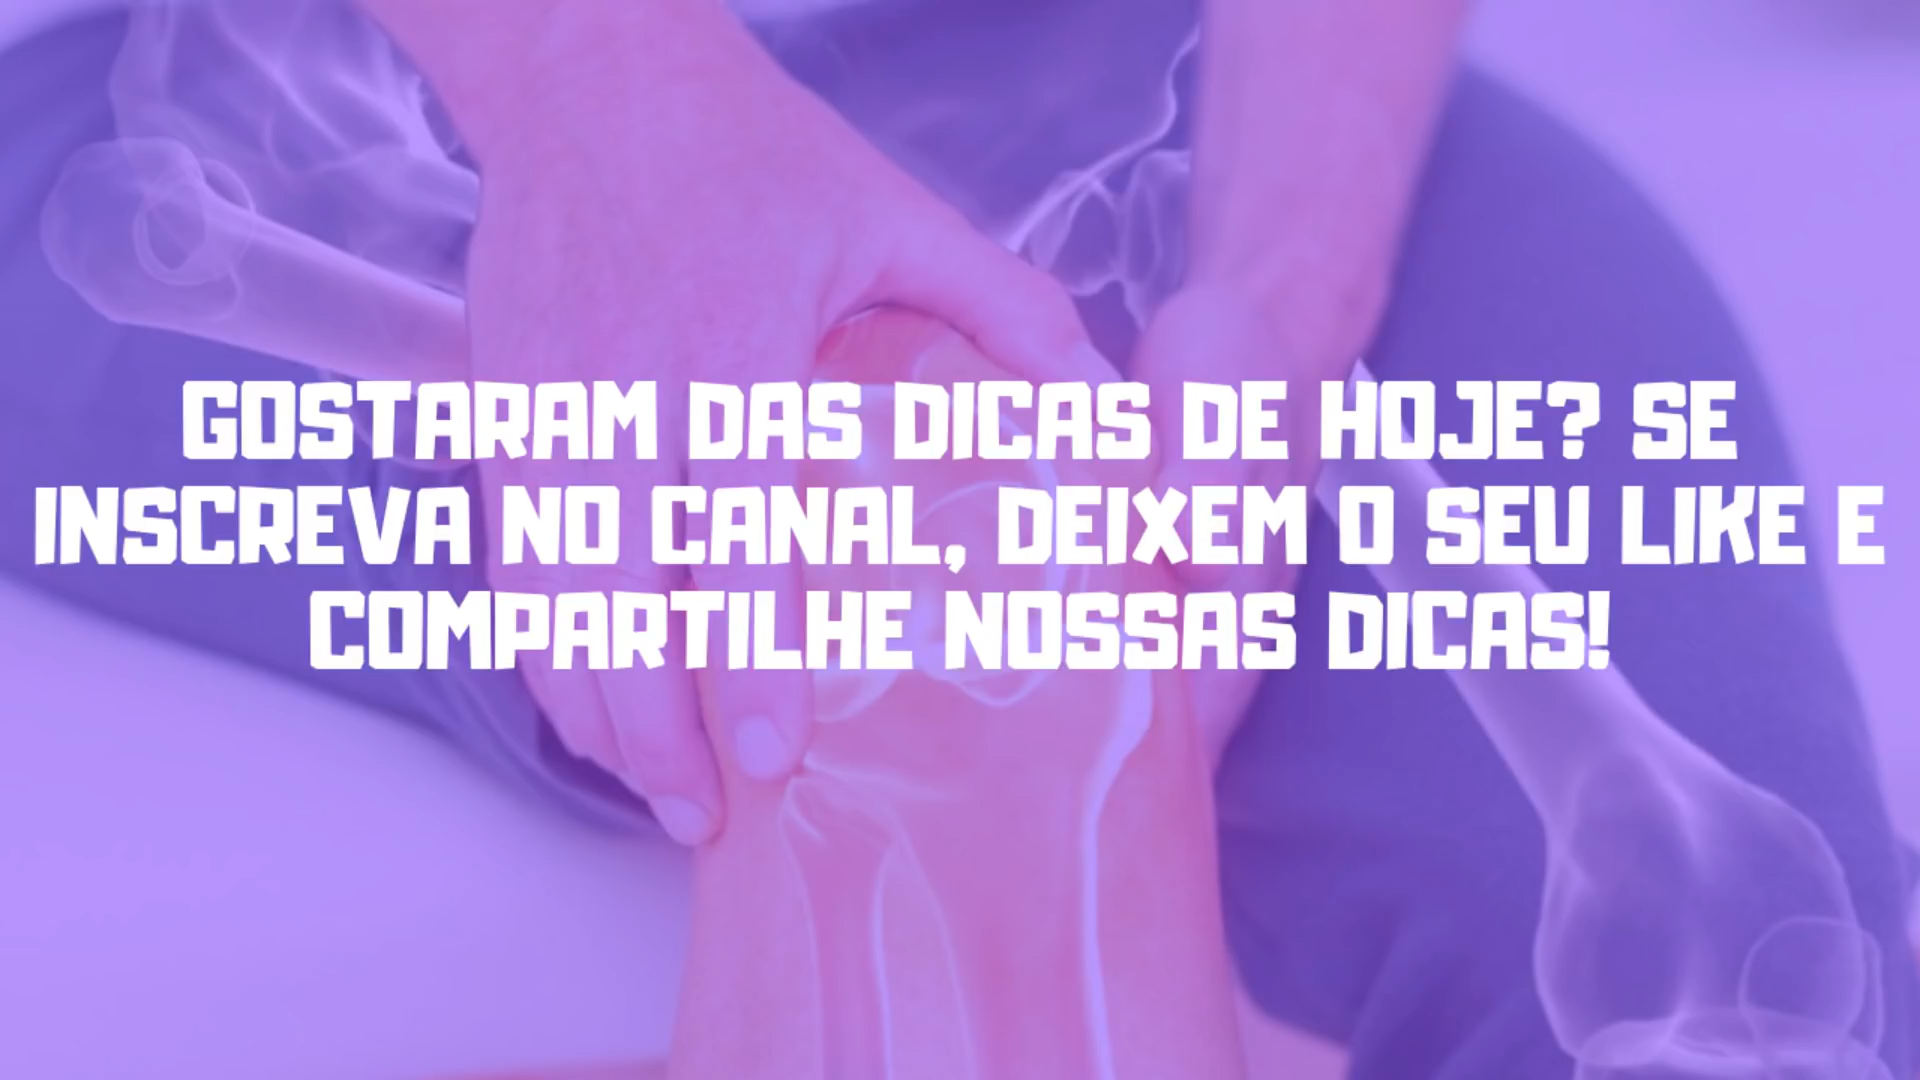 GOSTARAM DAS DICAS DE HOJE? SE
INSCREVA NO CANAL, DEIXEM O SEU LIKE E
COMPARTILHE NOSSAS DICAS!